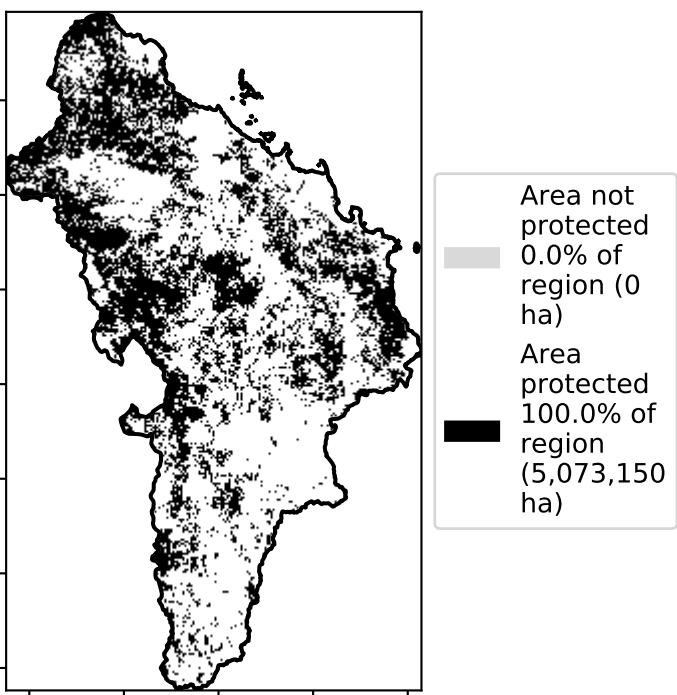 Area not
protected
0.0% of
region (0
ha)
Area
protected
100.0% of
region
(5,073,150
ha)